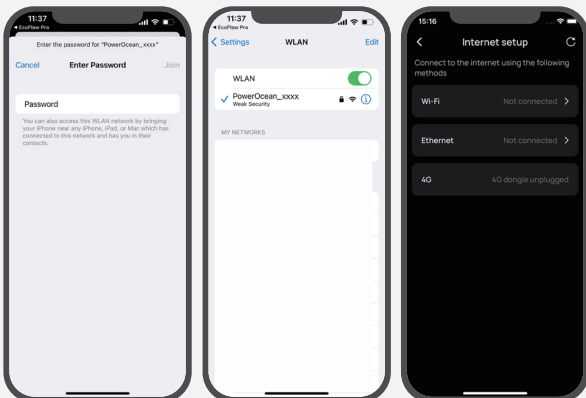 11:37
◀ EcoFlow Pro
Enter the password for "PowerOcean_ xxxx"
Cancel Enter Password Join
Password
You can also access this WLAN network by bringing
your iPhone near any iPhone, iPad, or Mac which has
connected to this network and has you in their
contacts.
11:37
◀ EcoFlow Pro
Settings WLAN Edit
WLAN
PowerOcean_xxxx
Weak Security
MY NETWORKS
15:16
Internet setup
Connect to the internet using the following
methods
Wi-Fi Not connected
Ethernet Not connected
4G 4G dongle unplugged